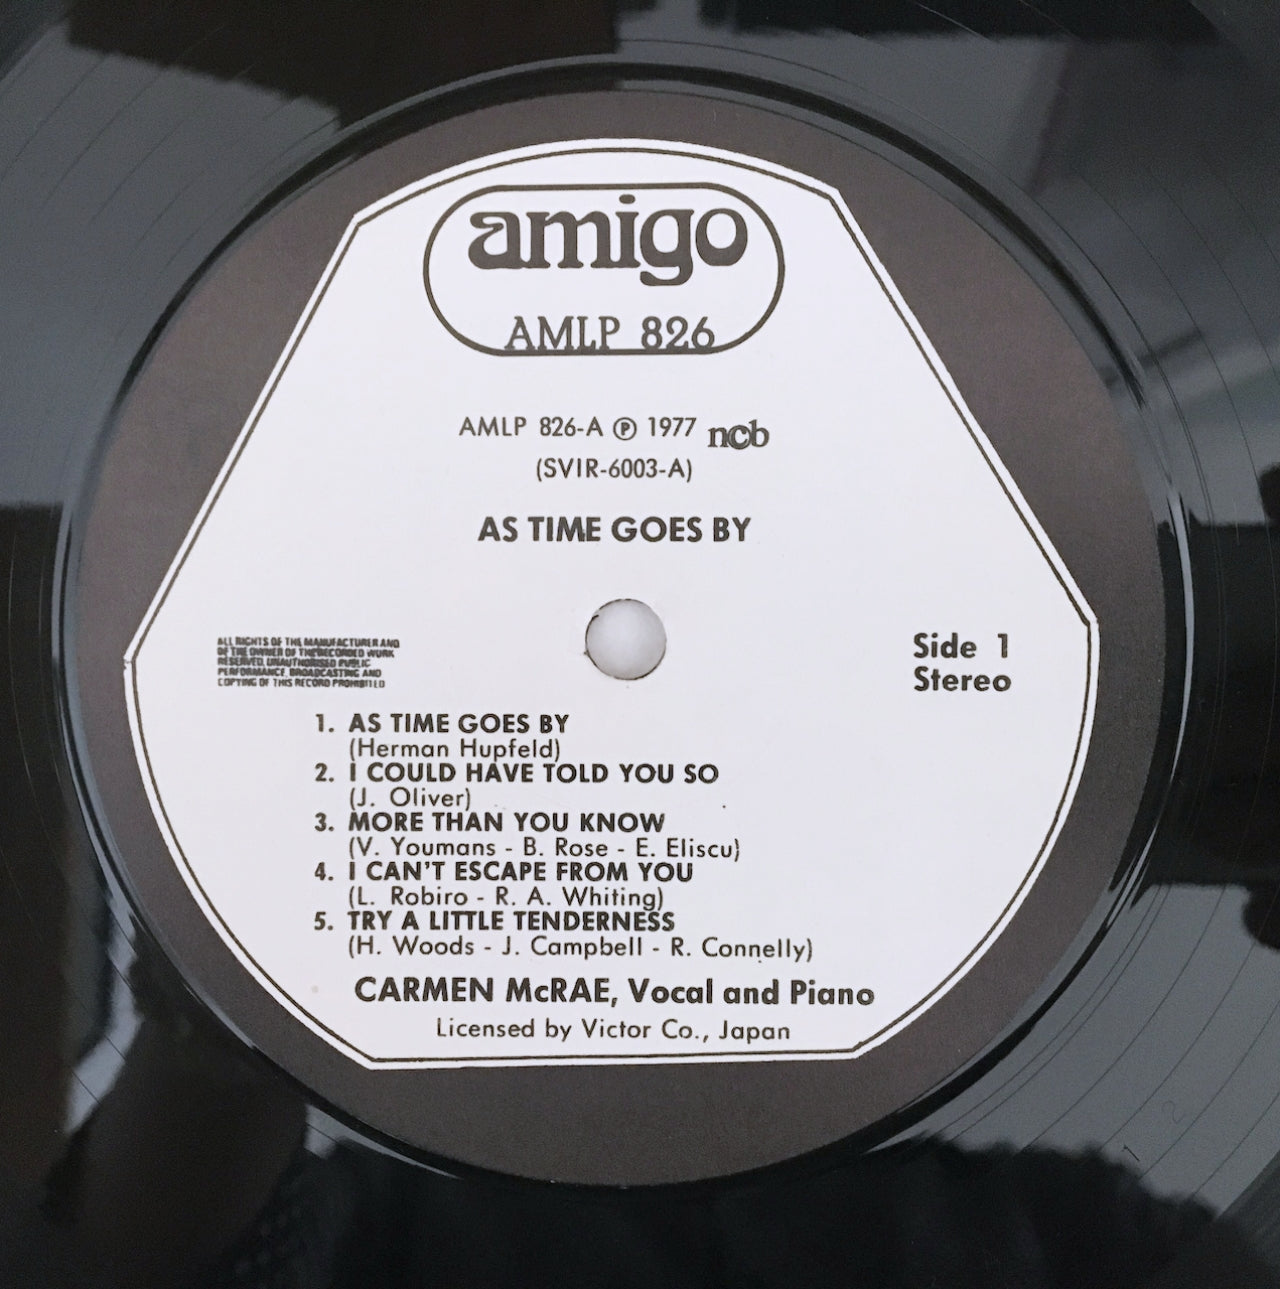 amigo
AMLP 826
AMLP 826-A Ⓟ 1977 ncb
(SVIR-6003-A)
AS TIME GOES BY
ALL RIGHTS OF THE MANUFACTURER AND
OF THE OWNER OF THE RECORDED WORK
RESERVED. UNAUTHORISED PUBLIC
PERFORMANCE, BROADCASTING AND
COPYING OF THIS RECORD PROHIBITED
Side 1
Stereo
1. AS TIME GOES BY
(Herman Hupfeld)
2. I COULD HAVE TOLD YOU SO
(J. Oliver)
3. MORE THAN YOU KNOW
(V. Youmans - B. Rose - E. Eliscu)
4. I CAN'T ESCAPE FROM YOU
(L. Robiro - R. A. Whiting)
5. TRY A LITTLE TENDERNESS
(H. Woods - J. Campbell - R. Connelly)
CARMEN McRAE, Vocal and Piano
Licensed by Victor Co., Japan